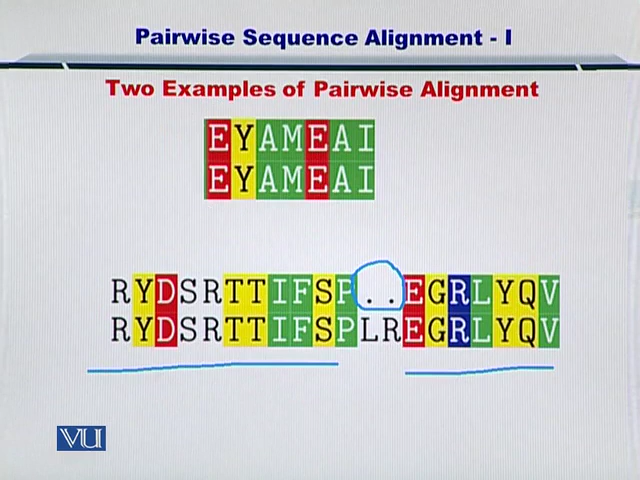 Pairwise Sequence Alignment - I
Two Examples of Pairwise Alignment
EYAMEAI
EYAMEAI
RYDSRTTIFSP..EGRLYQV
RYDSRTTIFSPLREGRLYQV
VU